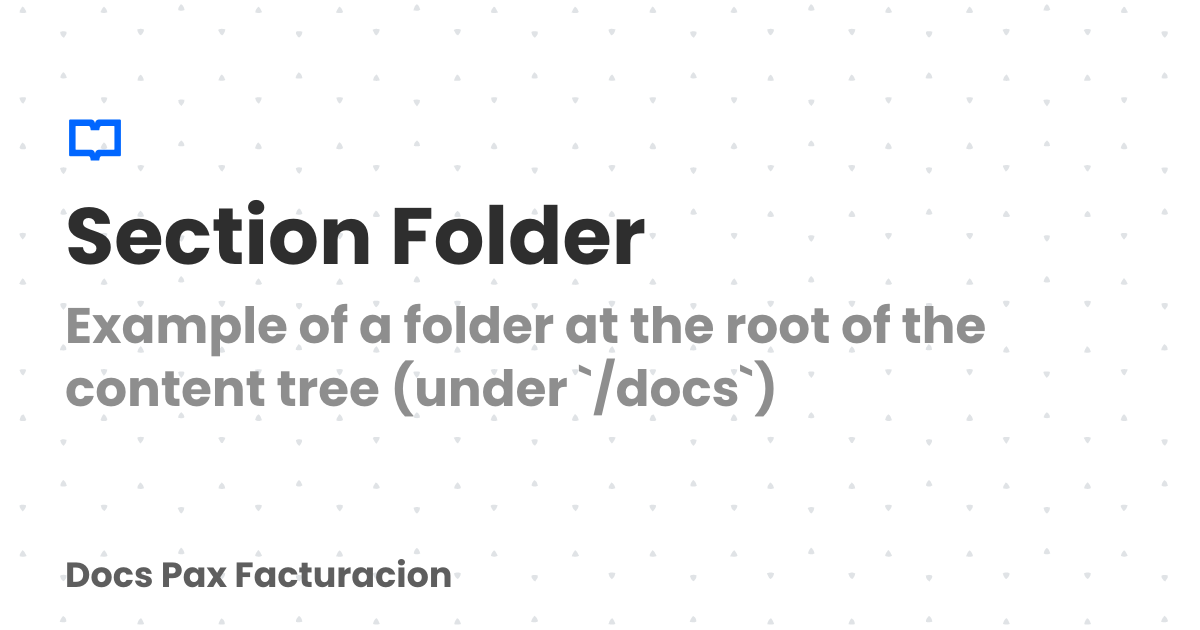 Section Folder
Example of a folder at the root of the
content tree (under `/docs`)
Docs Pax Facturacion